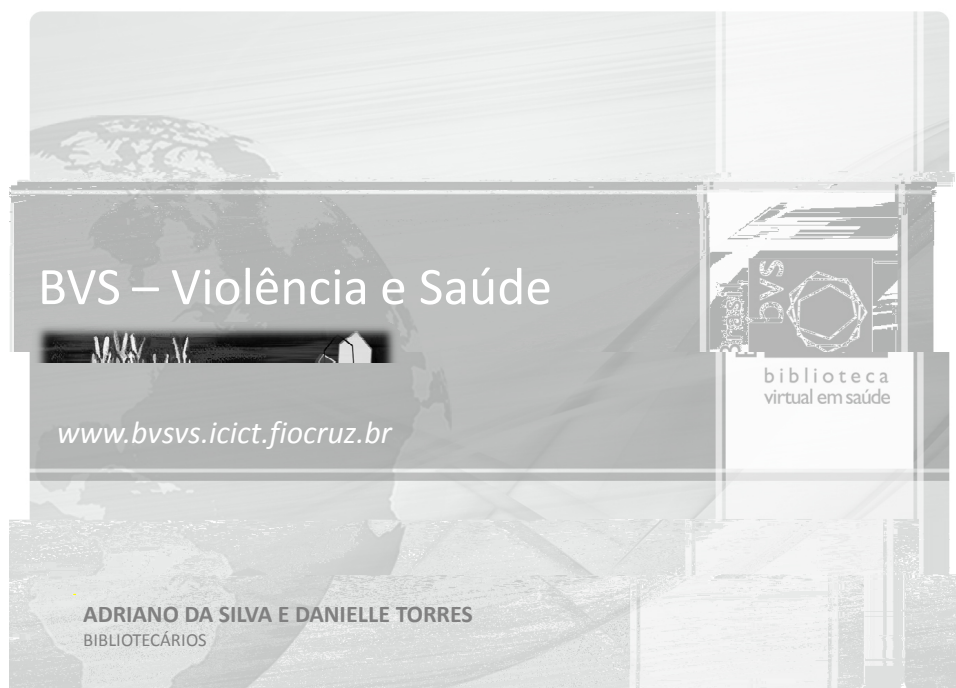 BVS – Violência e Saúde
bvs
biblioteca
virtual em saúde
www.bvsvs.icict.fiocruz.br
ADRIANO DA SILVA E DANIELLE TORRES
BIBLIOTECÁRIOS